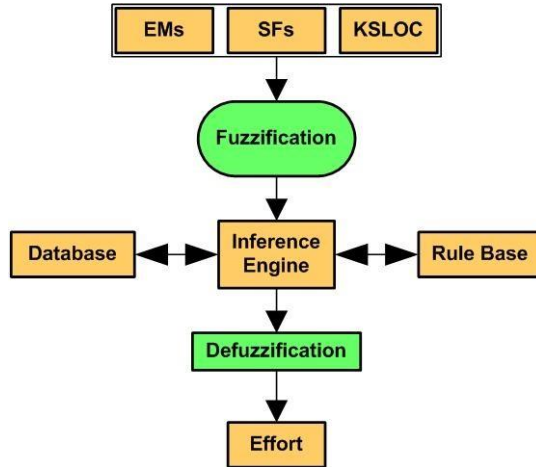 EMs
SFs
KSLOC
Fuzzification
Database
Inference
Engine
Rule Base
Defuzzification
Effort